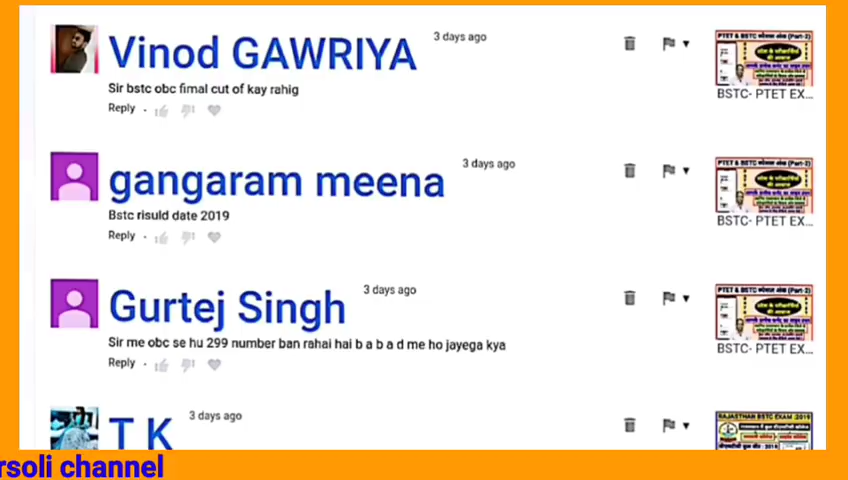 Vinod GAWRIYA 3 days ago
Sir bstc obc fimal cut of kay rahig
Reply
PTET & BSTC स्पेशल अंक (Part-2)
BSTC- PTET EX...
gangaram meena 3 days ago
Bstc risuld date 2019
Reply
PTET & BSTC स्पेशल अंक (Part-2)
BSTC- PTET EX...
Gurtej Singh 3 days ago
Sir me obc se hu 299 number ban rahai hai b a b a d me ho jayega kya
Reply
PTET & BSTC स्पेशल अंक (Part-2)
BSTC- PTET EX...
T K 3 days ago
RAJASTHAN BSTC EXAM :2019
rsoli channel